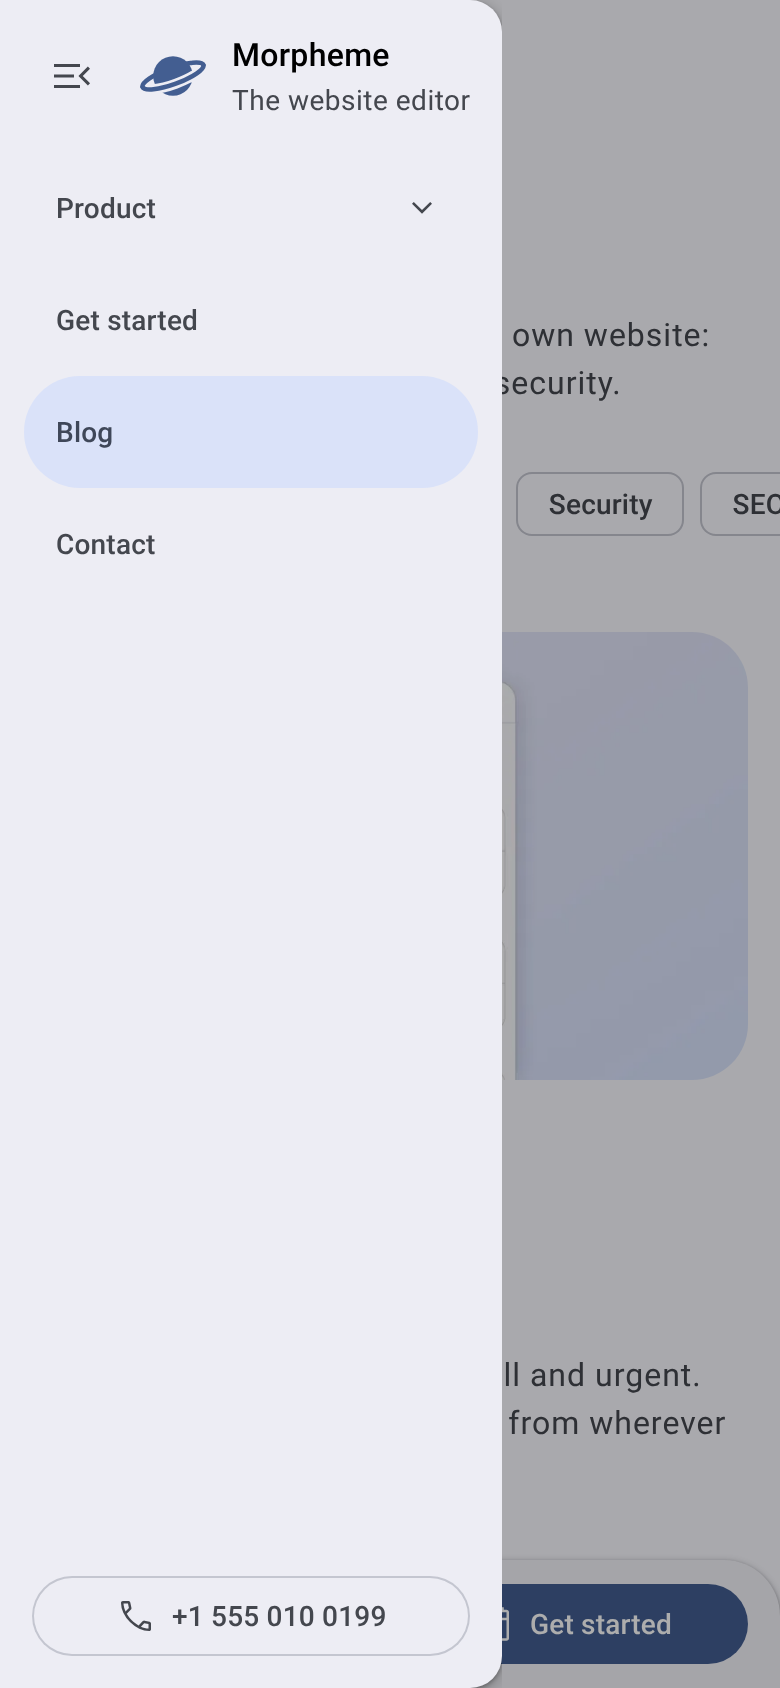 Morpheme
The website editor
Product
Get started
Blog
Contact
+1 555 010 0199
own website:
security.
Security
and urgent.
from wherever
Get started